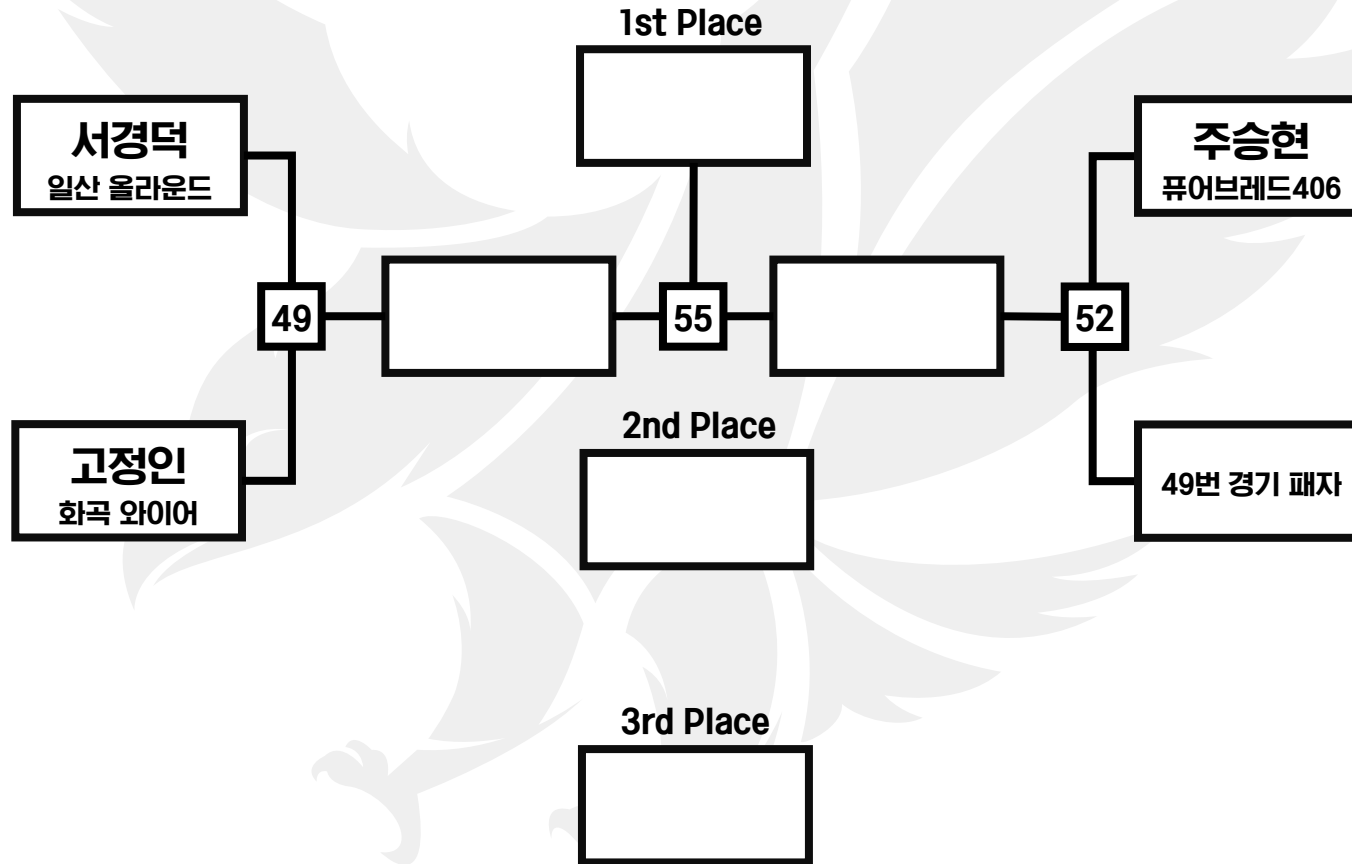 1st Place
서경덕
일산 올라운드
주승현
퓨어브레드406
49
55
52
고정인
화곡 와이어
2nd Place
49번 경기 패자
3rd Place